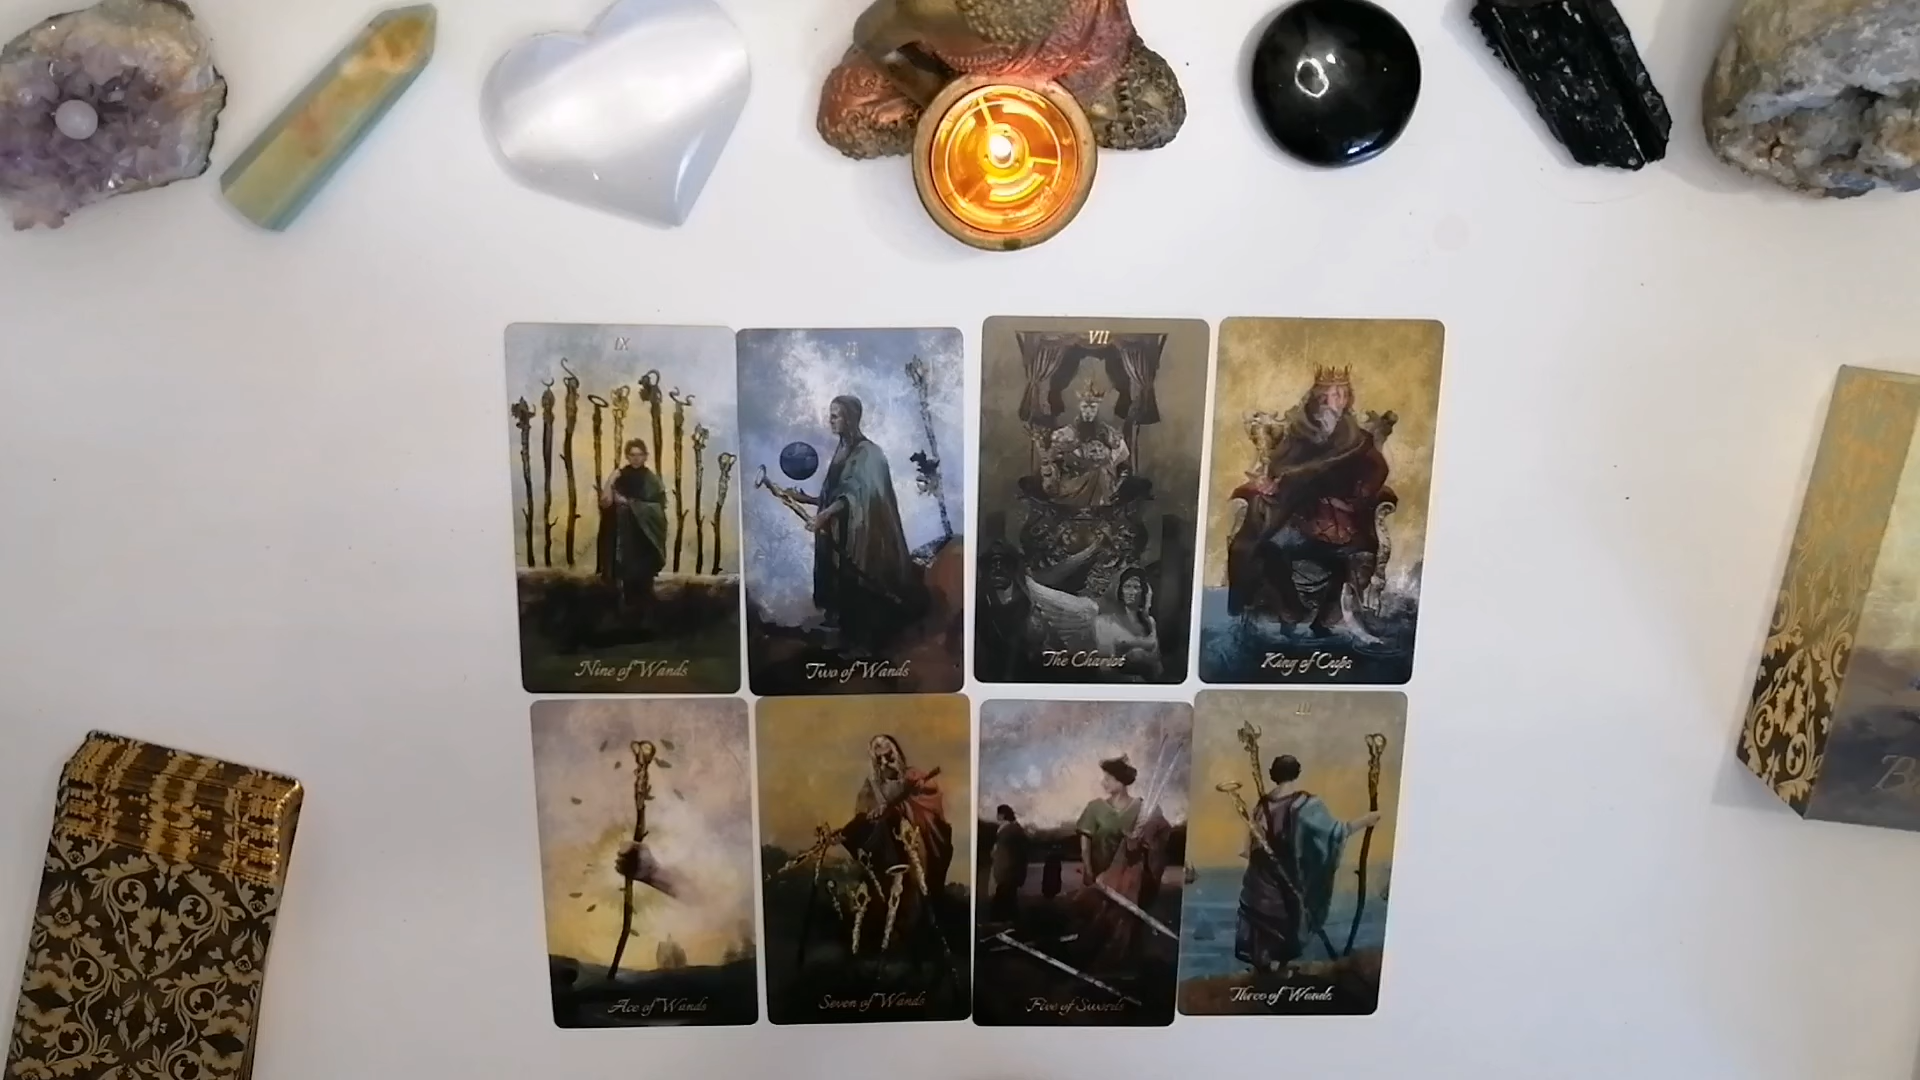 IX
II
VII
Nine of Wands
Two of Wands
The Chariot
King of Cups
III
Ace of Wands
Seven of Wands
Five of Swords
Three of Wands